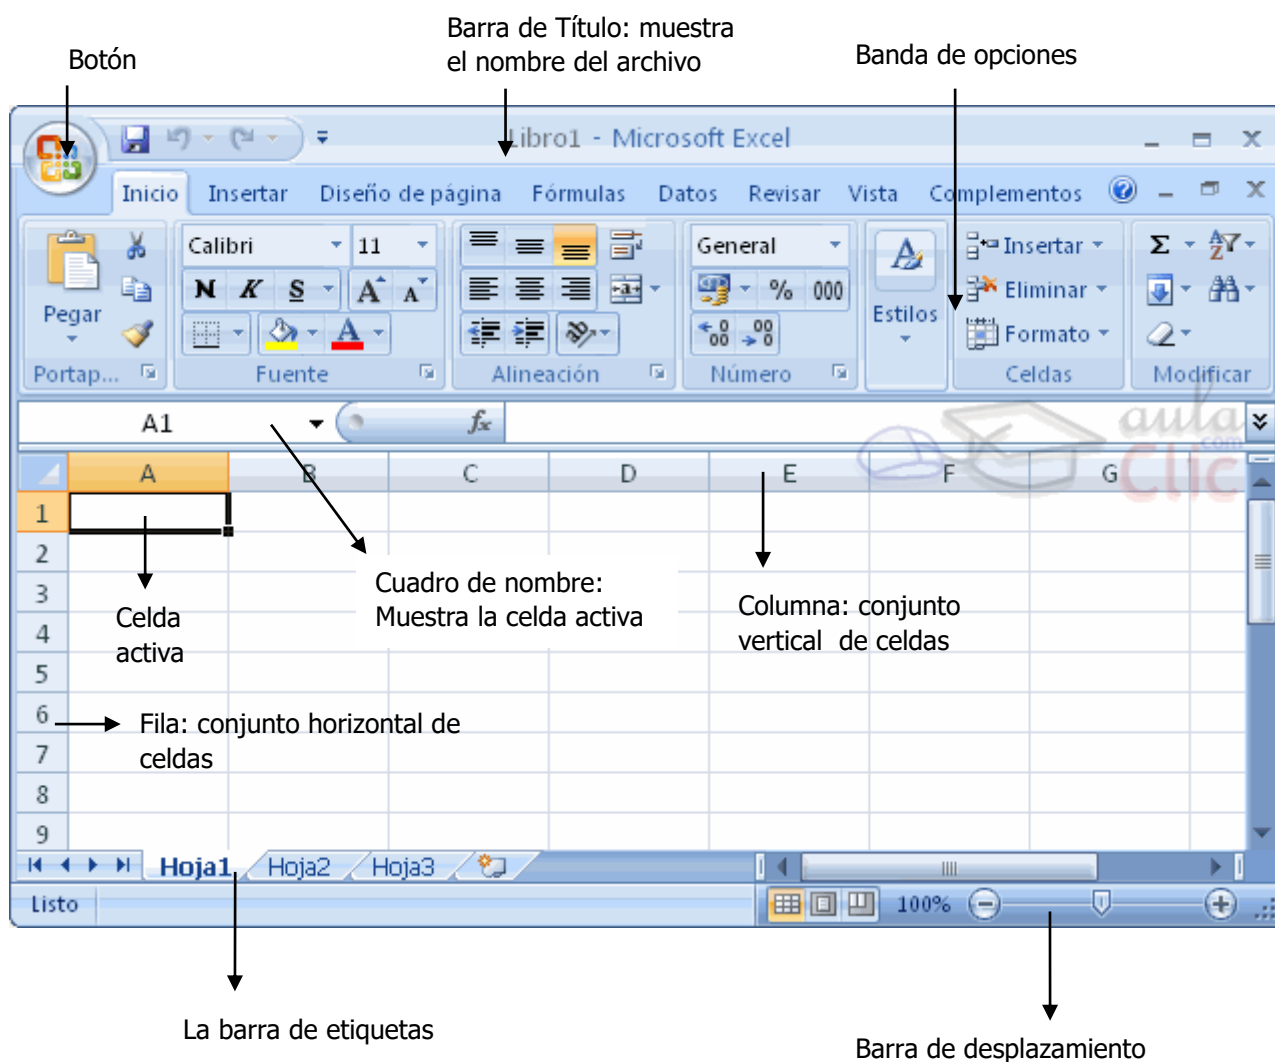 Barra de Título: muestra
el nombre del archivo
Botón
Banda de opciones
Libro1 - Microsoft Excel
Inicio Insertar Diseño de página Fórmulas Datos Revisar Vista Complementos
Calibri 11 General Insertar Σ
N K S A A % 000 Eliminar
Pegar Estilos Formato
Portap... Fuente Alineación Número Celdas Modificar
A1 fx
aula
.com
Clic
A B C D E F G
1
2
3
4
5
6
7
8
9
Celda
activa
Cuadro de nombre:
Muestra la celda activa
Columna: conjunto
vertical de celdas
Fila: conjunto horizontal de
celdas
Hoja1 Hoja2 Hoja3
Listo 100%
La barra de etiquetas
Barra de desplazamiento